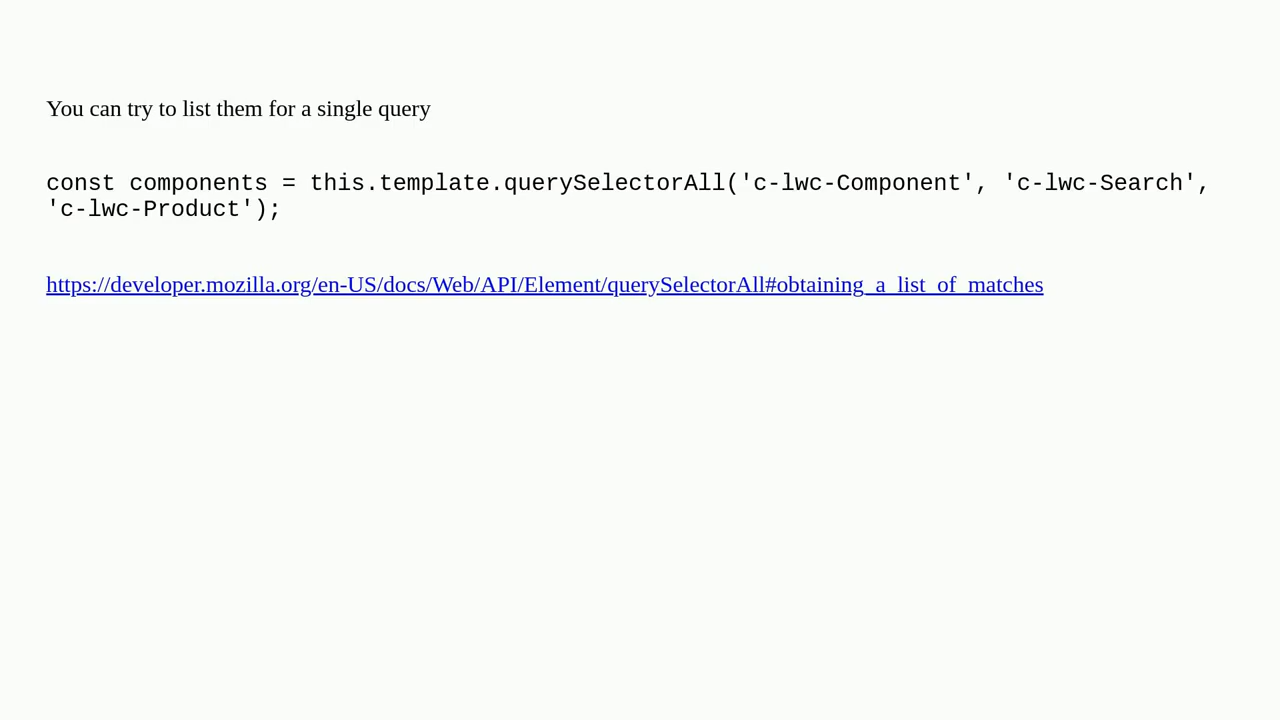 You can try to list them for a single query
const components = this.template.querySelectorAll('c-lwc-Component', 'c-lwc-Search',
'c-lwc-Product');
https://developer.mozilla.org/en-US/docs/Web/API/Element/querySelectorAll#obtaining_a_list_of_matches